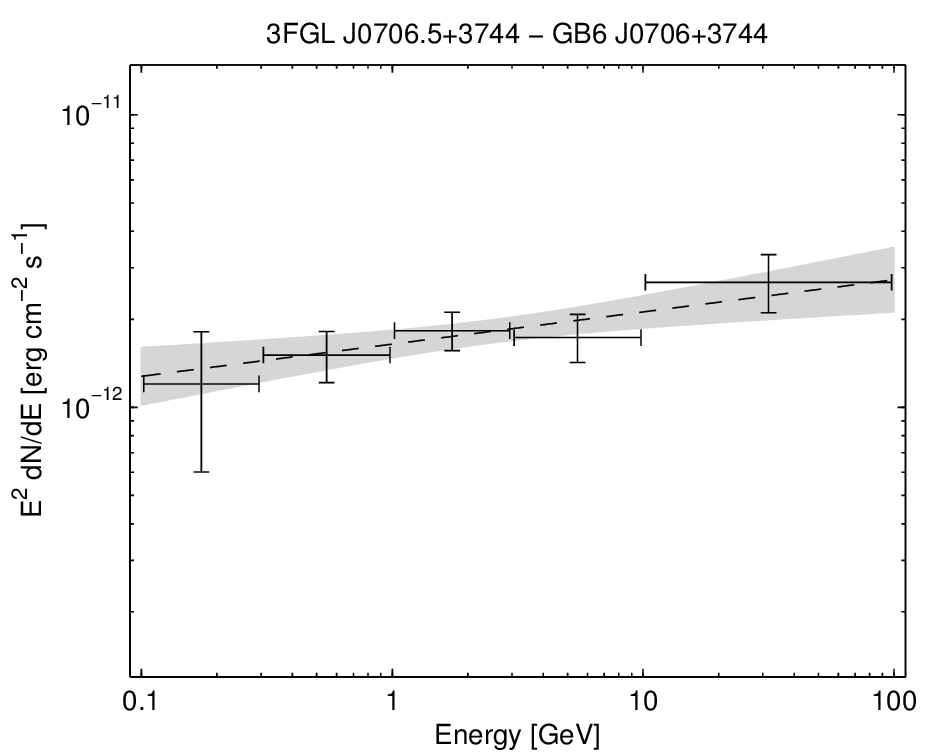 3FGL J0706.5+3744 − GB6 J0706+3744
10⁻¹¹
10⁻¹²
E² dN/dE [erg cm⁻² s⁻¹]
0.1 1 10 100
Energy [GeV]